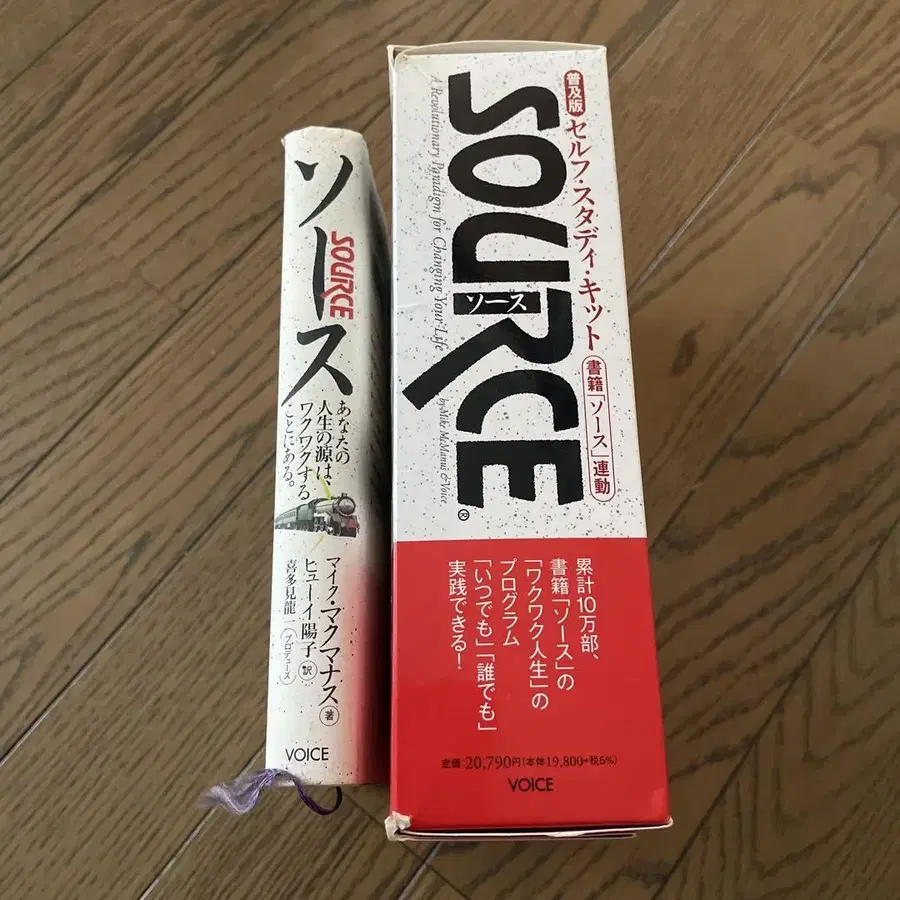 ソース
SOURCE
あなたの
人生の源は、
ワクワクする
ことにある。
マイク・マクマナス 著
ヒューイ陽子 訳
喜多見龍一 プロデュース
VOICE
普及版 セルフ・スタディ・キット 書籍「ソース」連動
SOURCE
ソース
A Revolutionary Paradigm for Changing Your Life
by Mike McManus & Voice
®
累計10万部、
書籍「ソース」の
「ワクワク人生」の
プログラム
「いつでも」「誰でも」
実践できる!
定価 20,790円(本体19,800+税5%)
VOICE